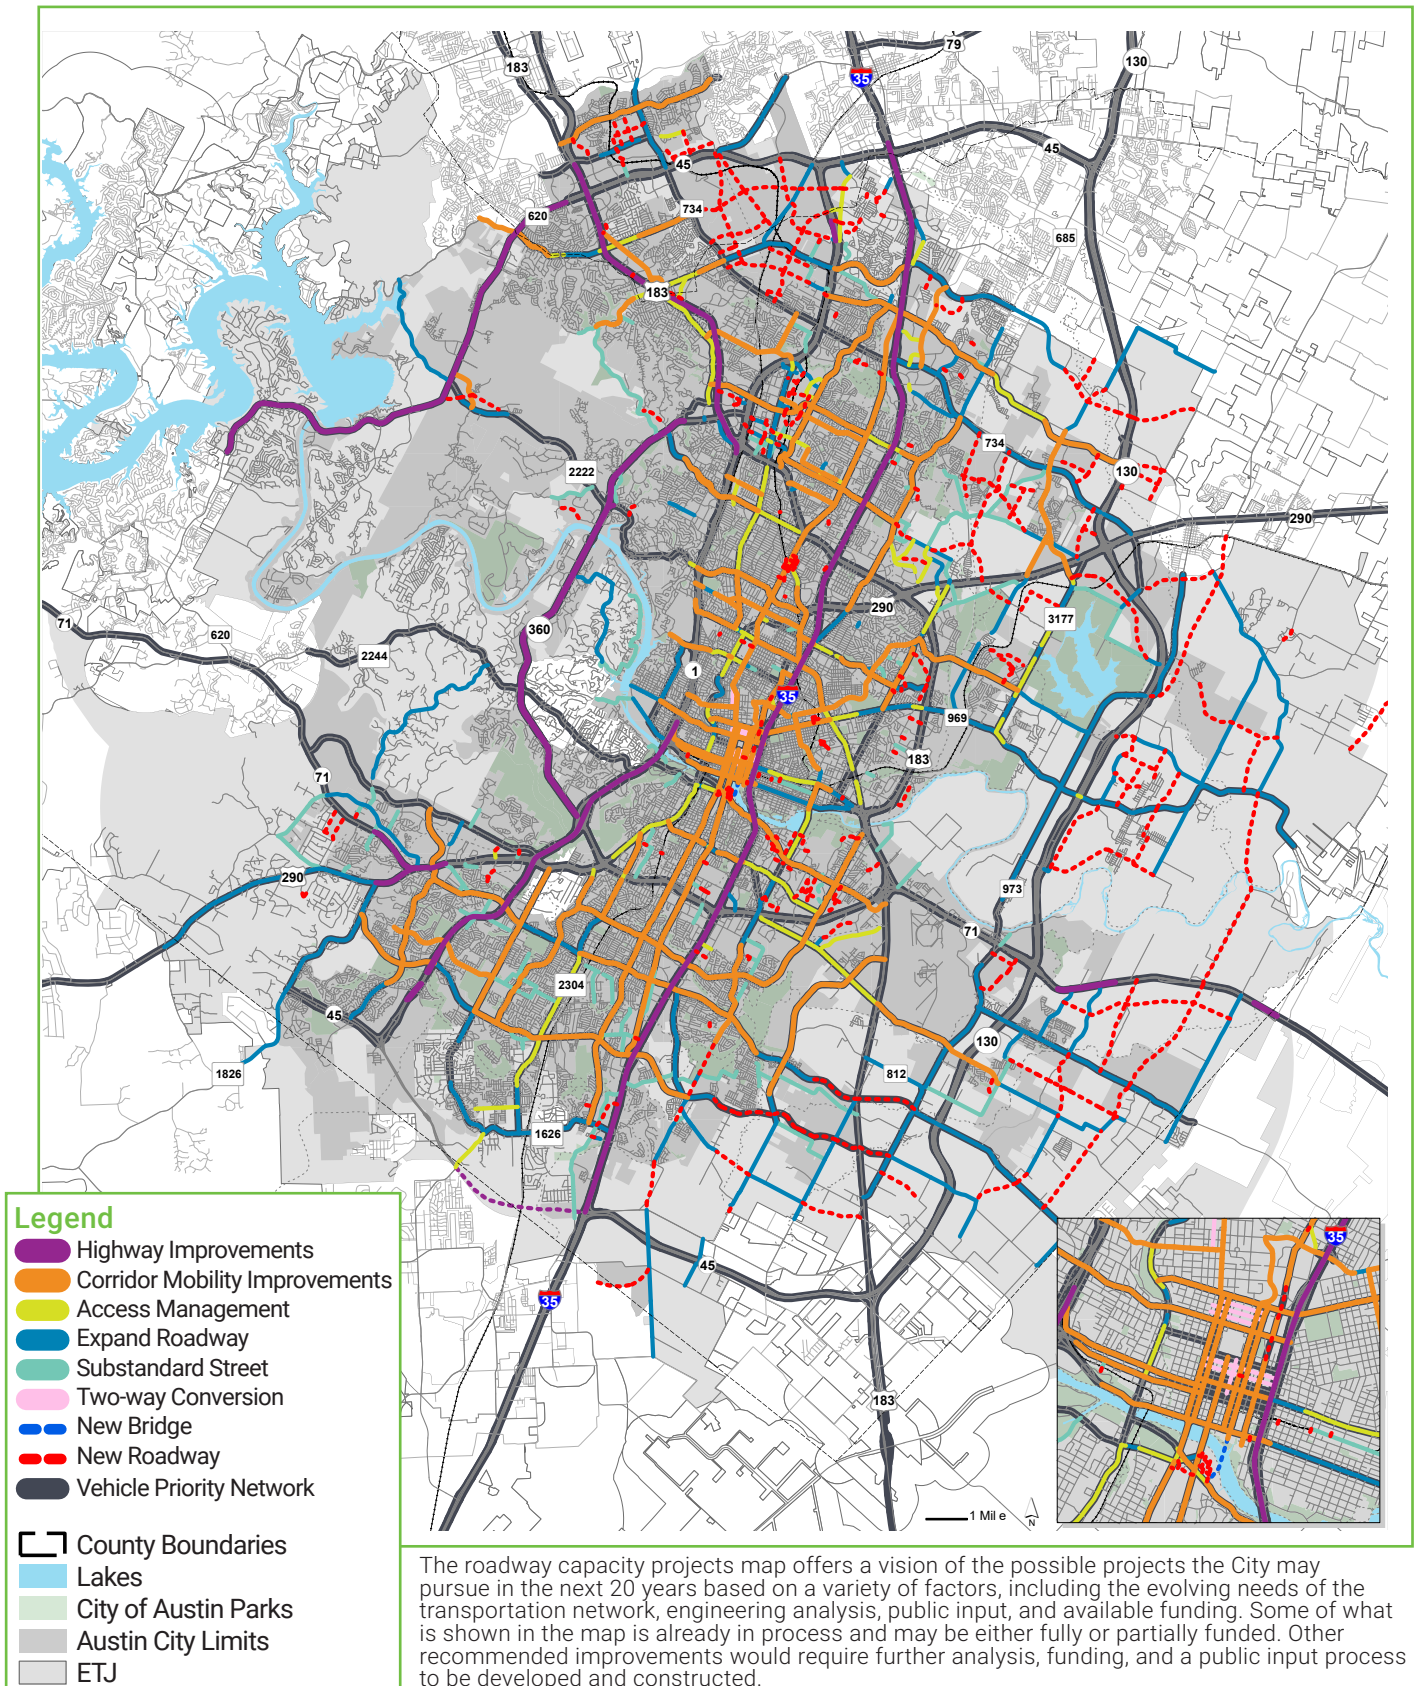 183
79
35
130
45
45
620
734
685
183
734
2222
130
290
71
620
2244
360
290
3177
1
35
969
183
71
290
973
71
2304
45
130
1826
812
1626
45
35
183
35
1 Mile
N
Legend
Highway Improvements
Corridor Mobility Improvements
Access Management
Expand Roadway
Substandard Street
Two-way Conversion
New Bridge
New Roadway
Vehicle Priority Network
County Boundaries
Lakes
City of Austin Parks
Austin City Limits
ETJ
The roadway capacity projects map offers a vision of the possible projects the City may
pursue in the next 20 years based on a variety of factors, including the evolving needs of the
transportation network, engineering analysis, public input, and available funding. Some of what
is shown in the map is already in process and may be either fully or partially funded. Other
recommended improvements would require further analysis, funding, and a public input process
to be developed and constructed.